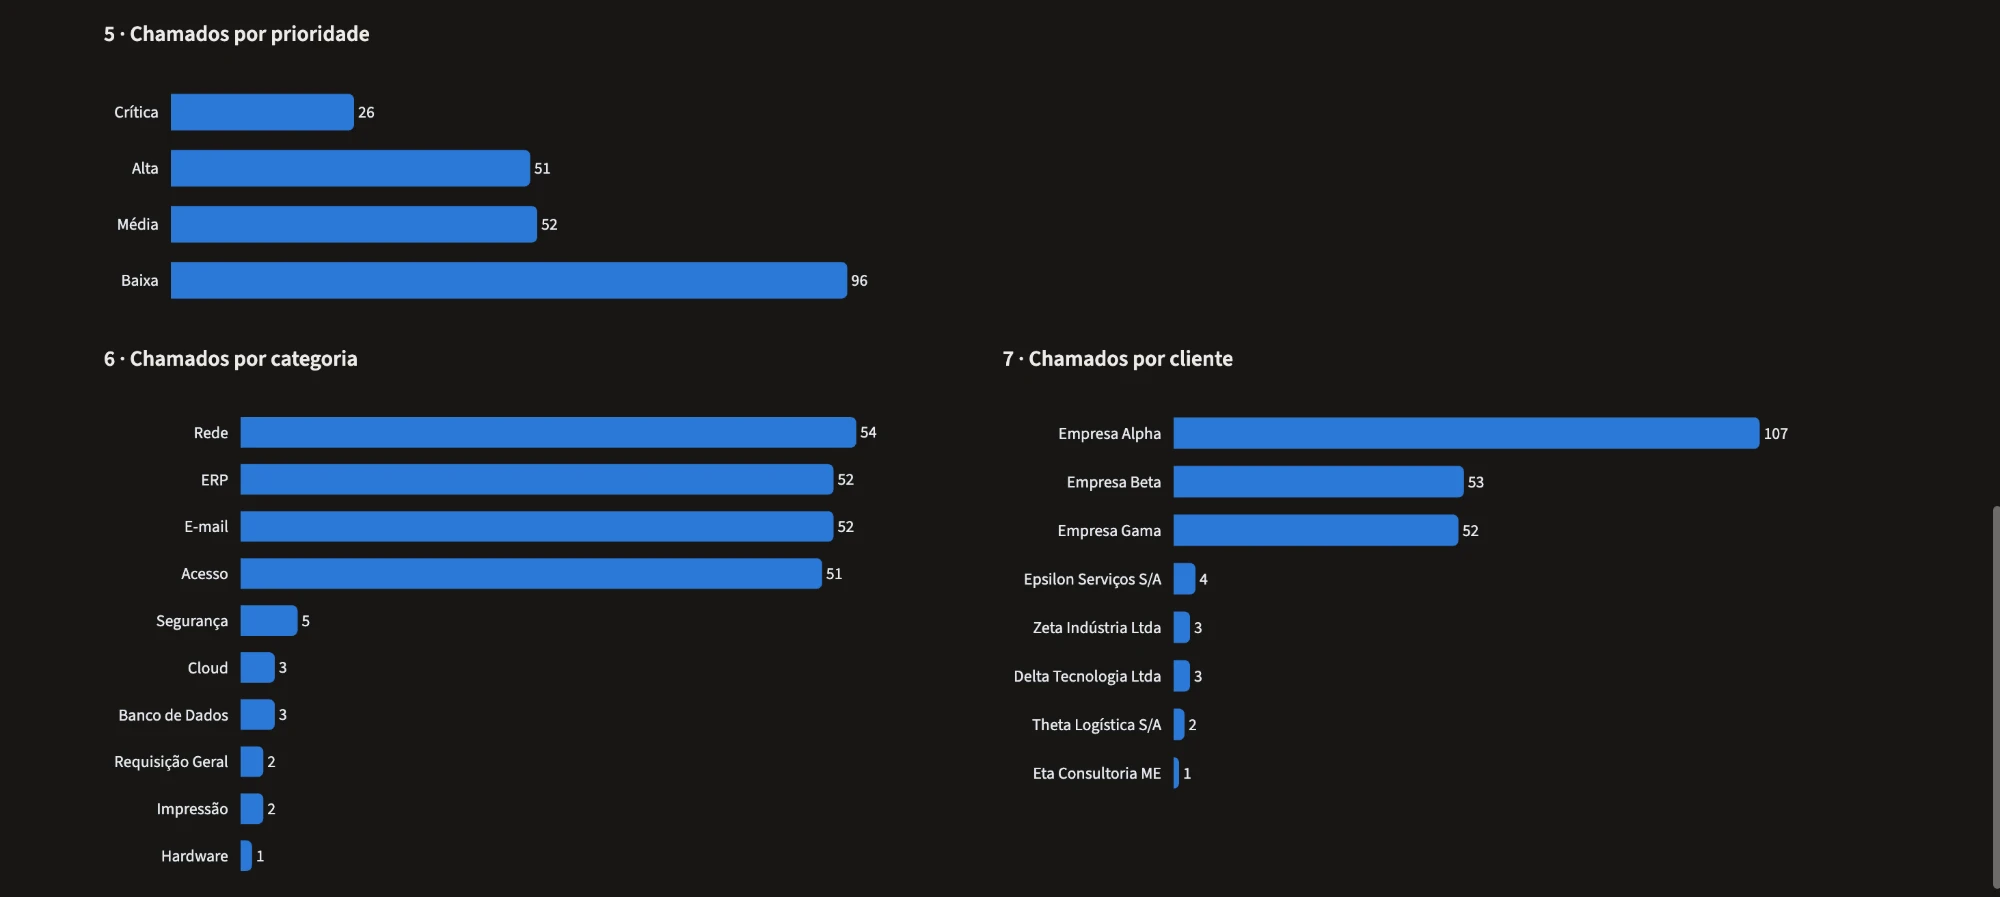 5 · Chamados por prioridade
Crítica 26
Alta 51
Média 52
Baixa 96
6 · Chamados por categoria
Rede 54
ERP 52
E-mail 52
Acesso 51
Segurança 5
Cloud 3
Banco de Dados 3
Requisição Geral 2
Impressão 2
Hardware 1
7 · Chamados por cliente
Empresa Alpha 107
Empresa Beta 53
Empresa Gama 52
Epsilon Serviços S/A 4
Zeta Indústria Ltda 3
Delta Tecnologia Ltda 3
Theta Logística S/A 2
Eta Consultoria ME 1